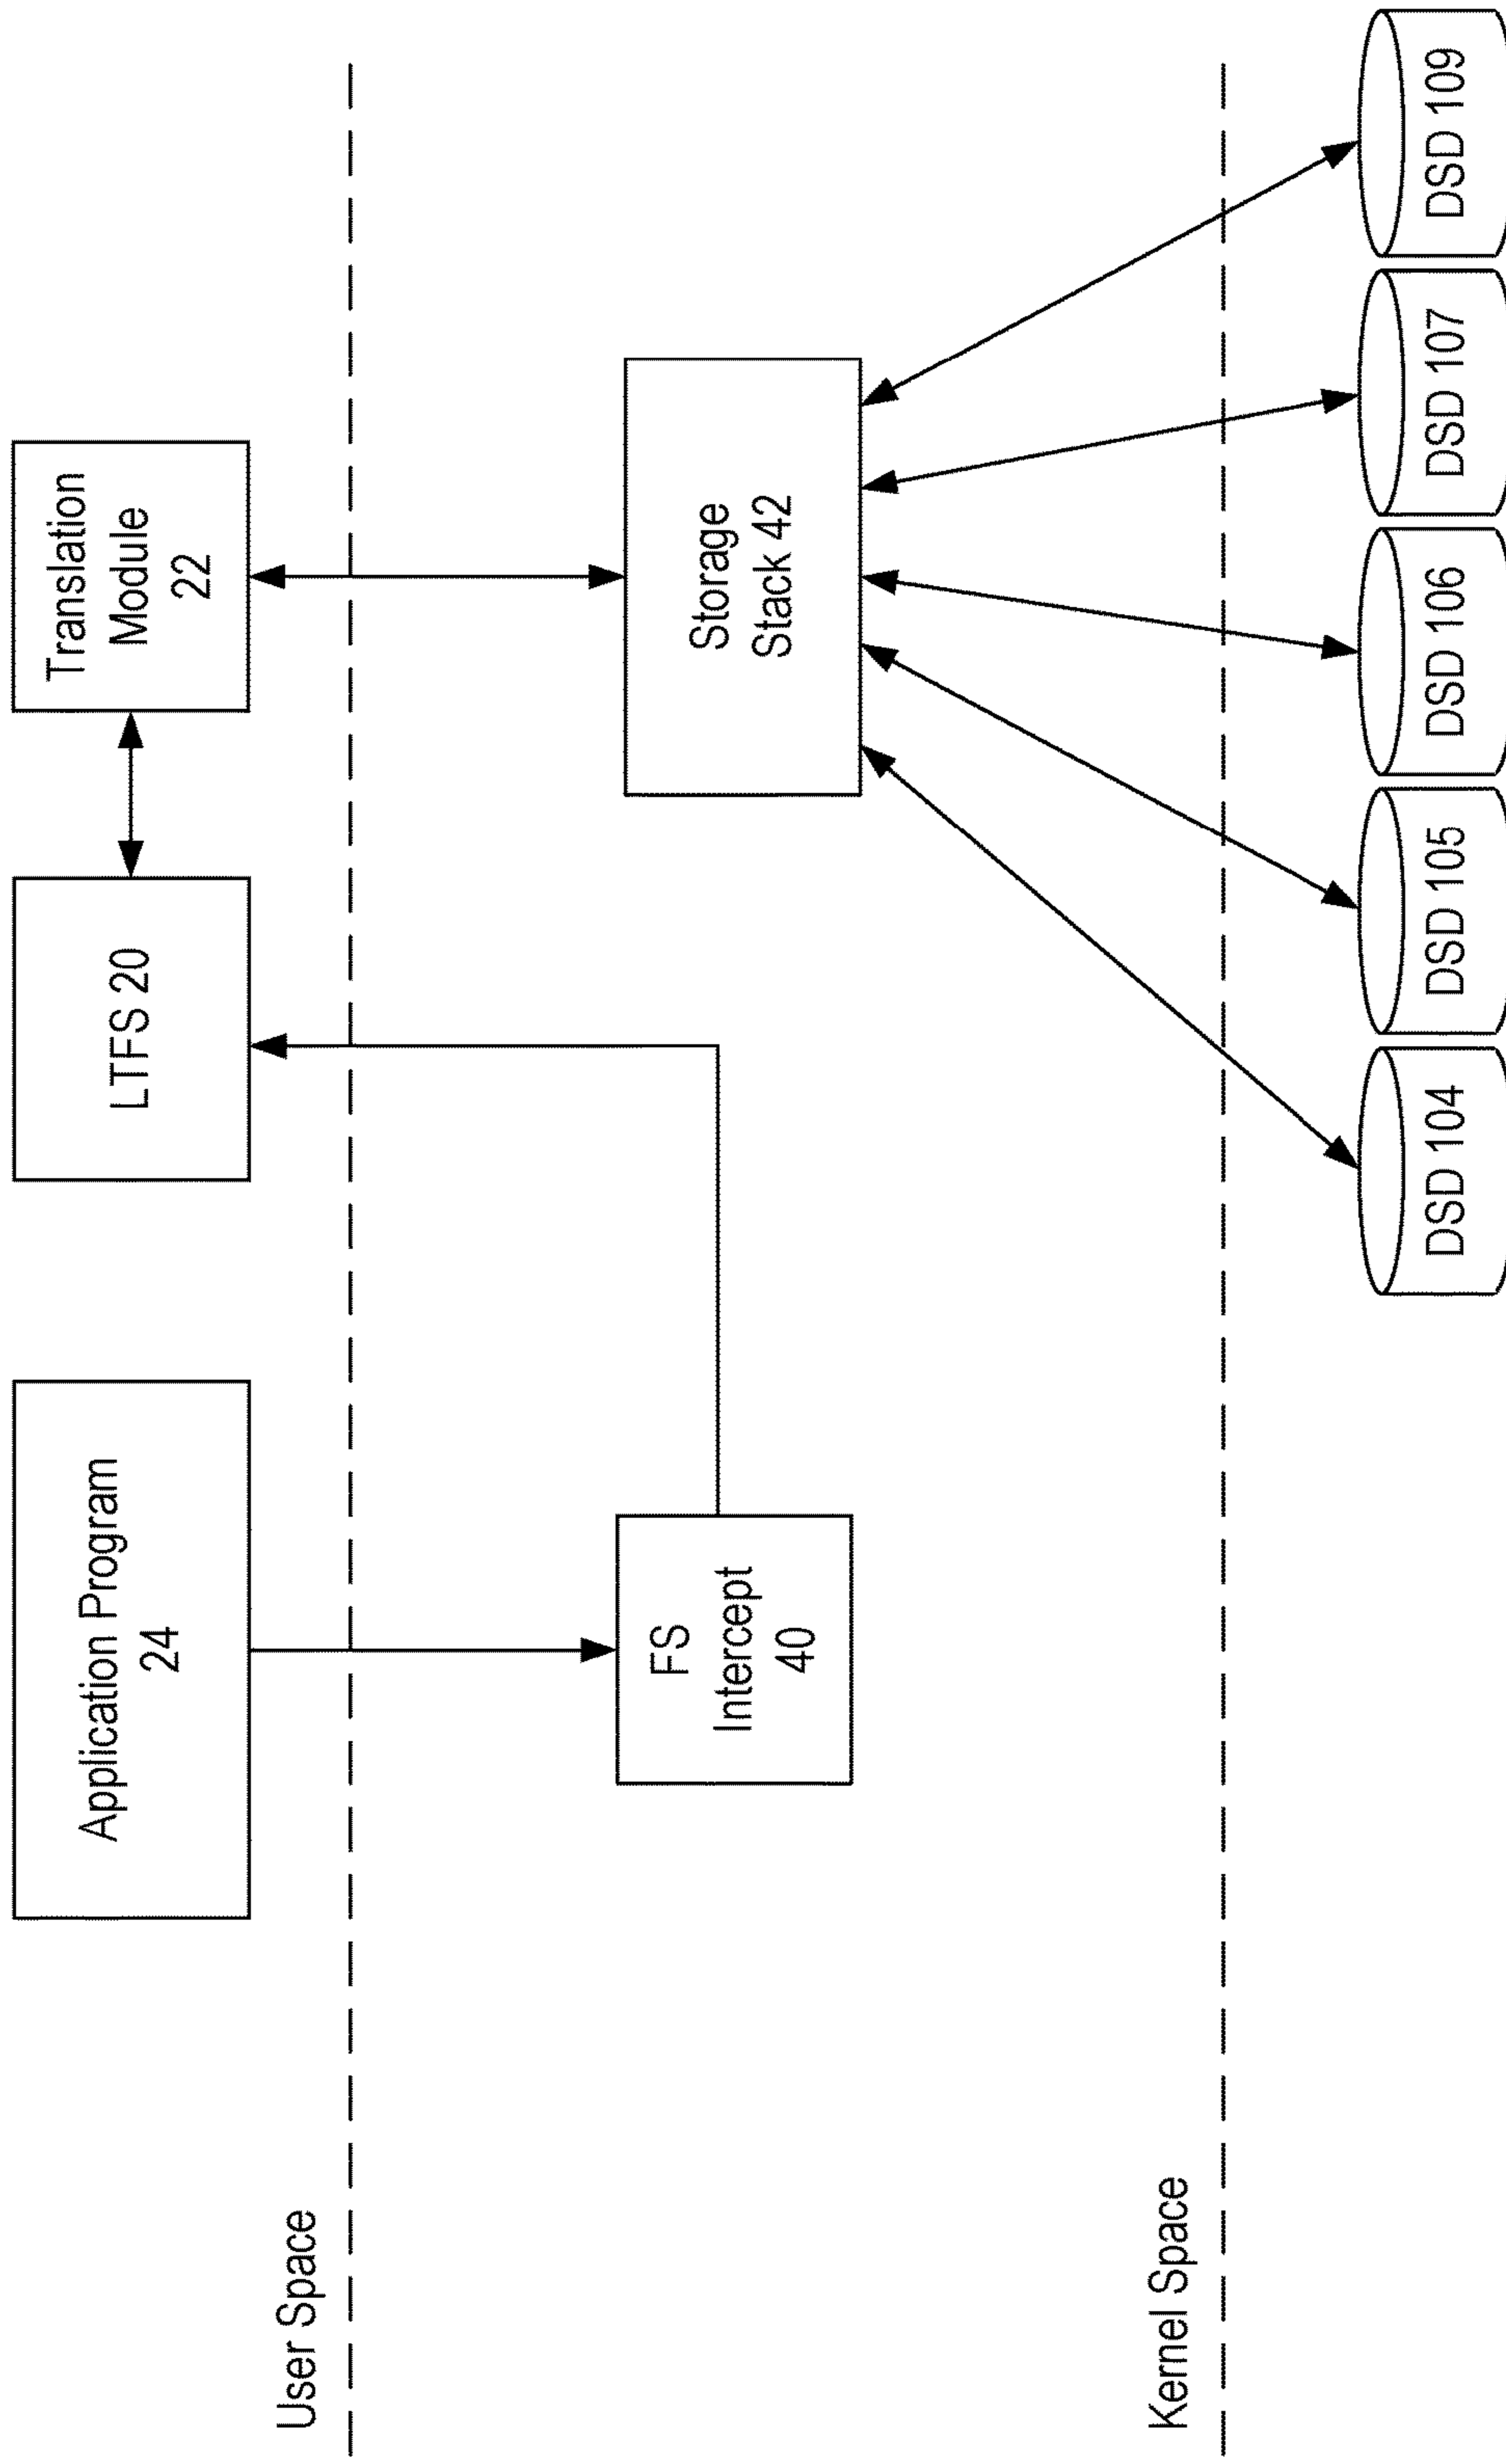 Application Program
24
LTFS 20
Translation
Module
22
User Space
FS
Intercept
40
Storage
Stack 42
Kernel Space
DSD 104
DSD 105
DSD 106
DSD 107
DSD 109